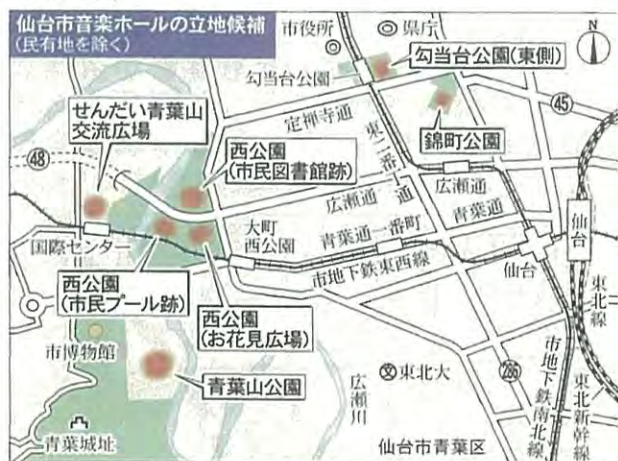 仙台市音楽ホールの立地候補
(民有地を除く)
市役所
県庁
N
勾当台公園(東側)
勾当台公園
せんだい青葉山
交流広場
定禅寺通
東二番丁通
錦町公園
45
48
西公園
(市民図書館跡)
広瀬通
広瀬通
青葉通
大町
西公園
青葉通一番町
仙台
国際センター
市地下鉄東西線
仙台
西公園
(市民プール跡)
西公園
(お花見広場)
東北線
市博物館
青葉山公園
広瀬川
文東北大
286
市地下鉄南北線
東北新幹線
青葉城址
仙台市青葉区